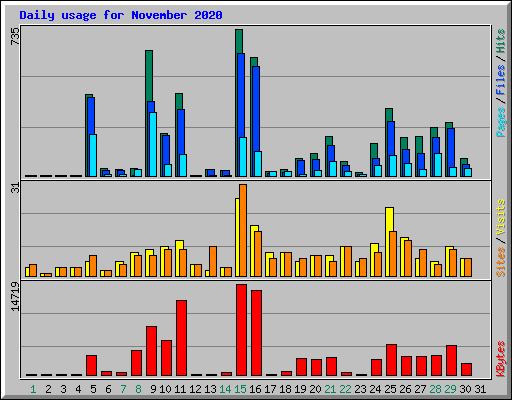 Daily usage for November 2020
735
Pages / Files / Hits
31
Sites / Visits
14719
KBytes
1 2 3 4 5 6 7 8 9 10 11 12 13 14 15 16 17 18 19 20 21 22 23 24 25 26 27 28 29 30 31